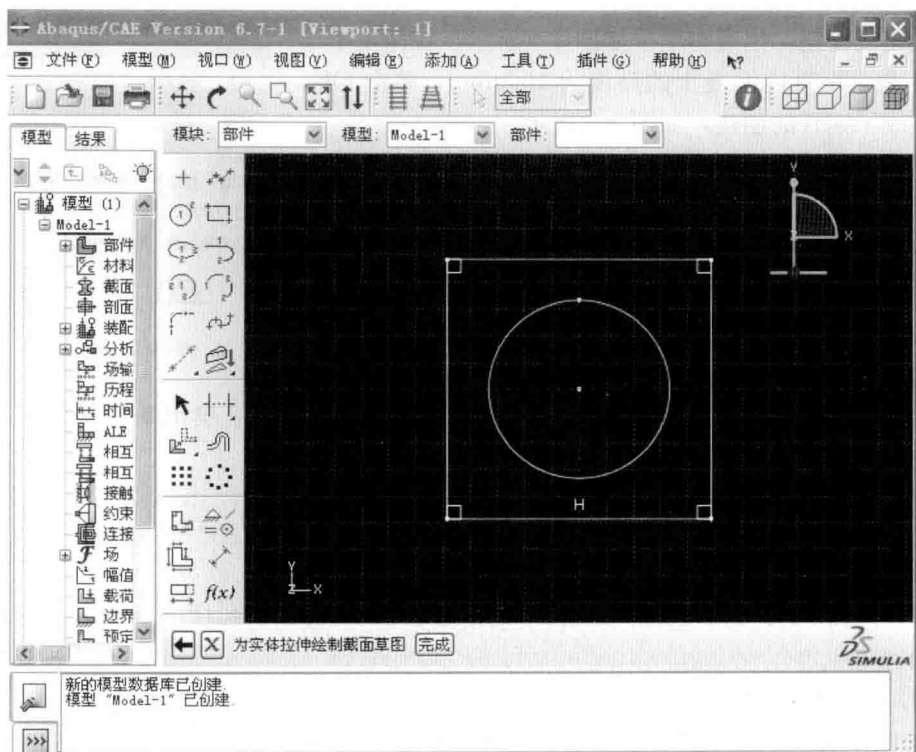 Abaqus/CAE Version 6.7-1 [Viewport: 1]
文件(F) 模型(M) 视口(W) 视图(V) 编辑(E) 添加(A) 工具(T) 插件(G) 帮助(H) ?
全部
模型 结果
模块: 部件 模型: Model-1 部件:
模型 (1)
Model-1
部件
材料
截面
剖面
装配
分析
场输
历程
时间
ALE
相互
相互
接触
约束
连接
场
幅值
载荷
边界
预定
f(x)
Y
X
H
Y
Z X
为实体拉伸绘制截面草图 完成
SIMULIA
新的模型数据库已创建.
模型 "Model-1" 已创建.
>>>